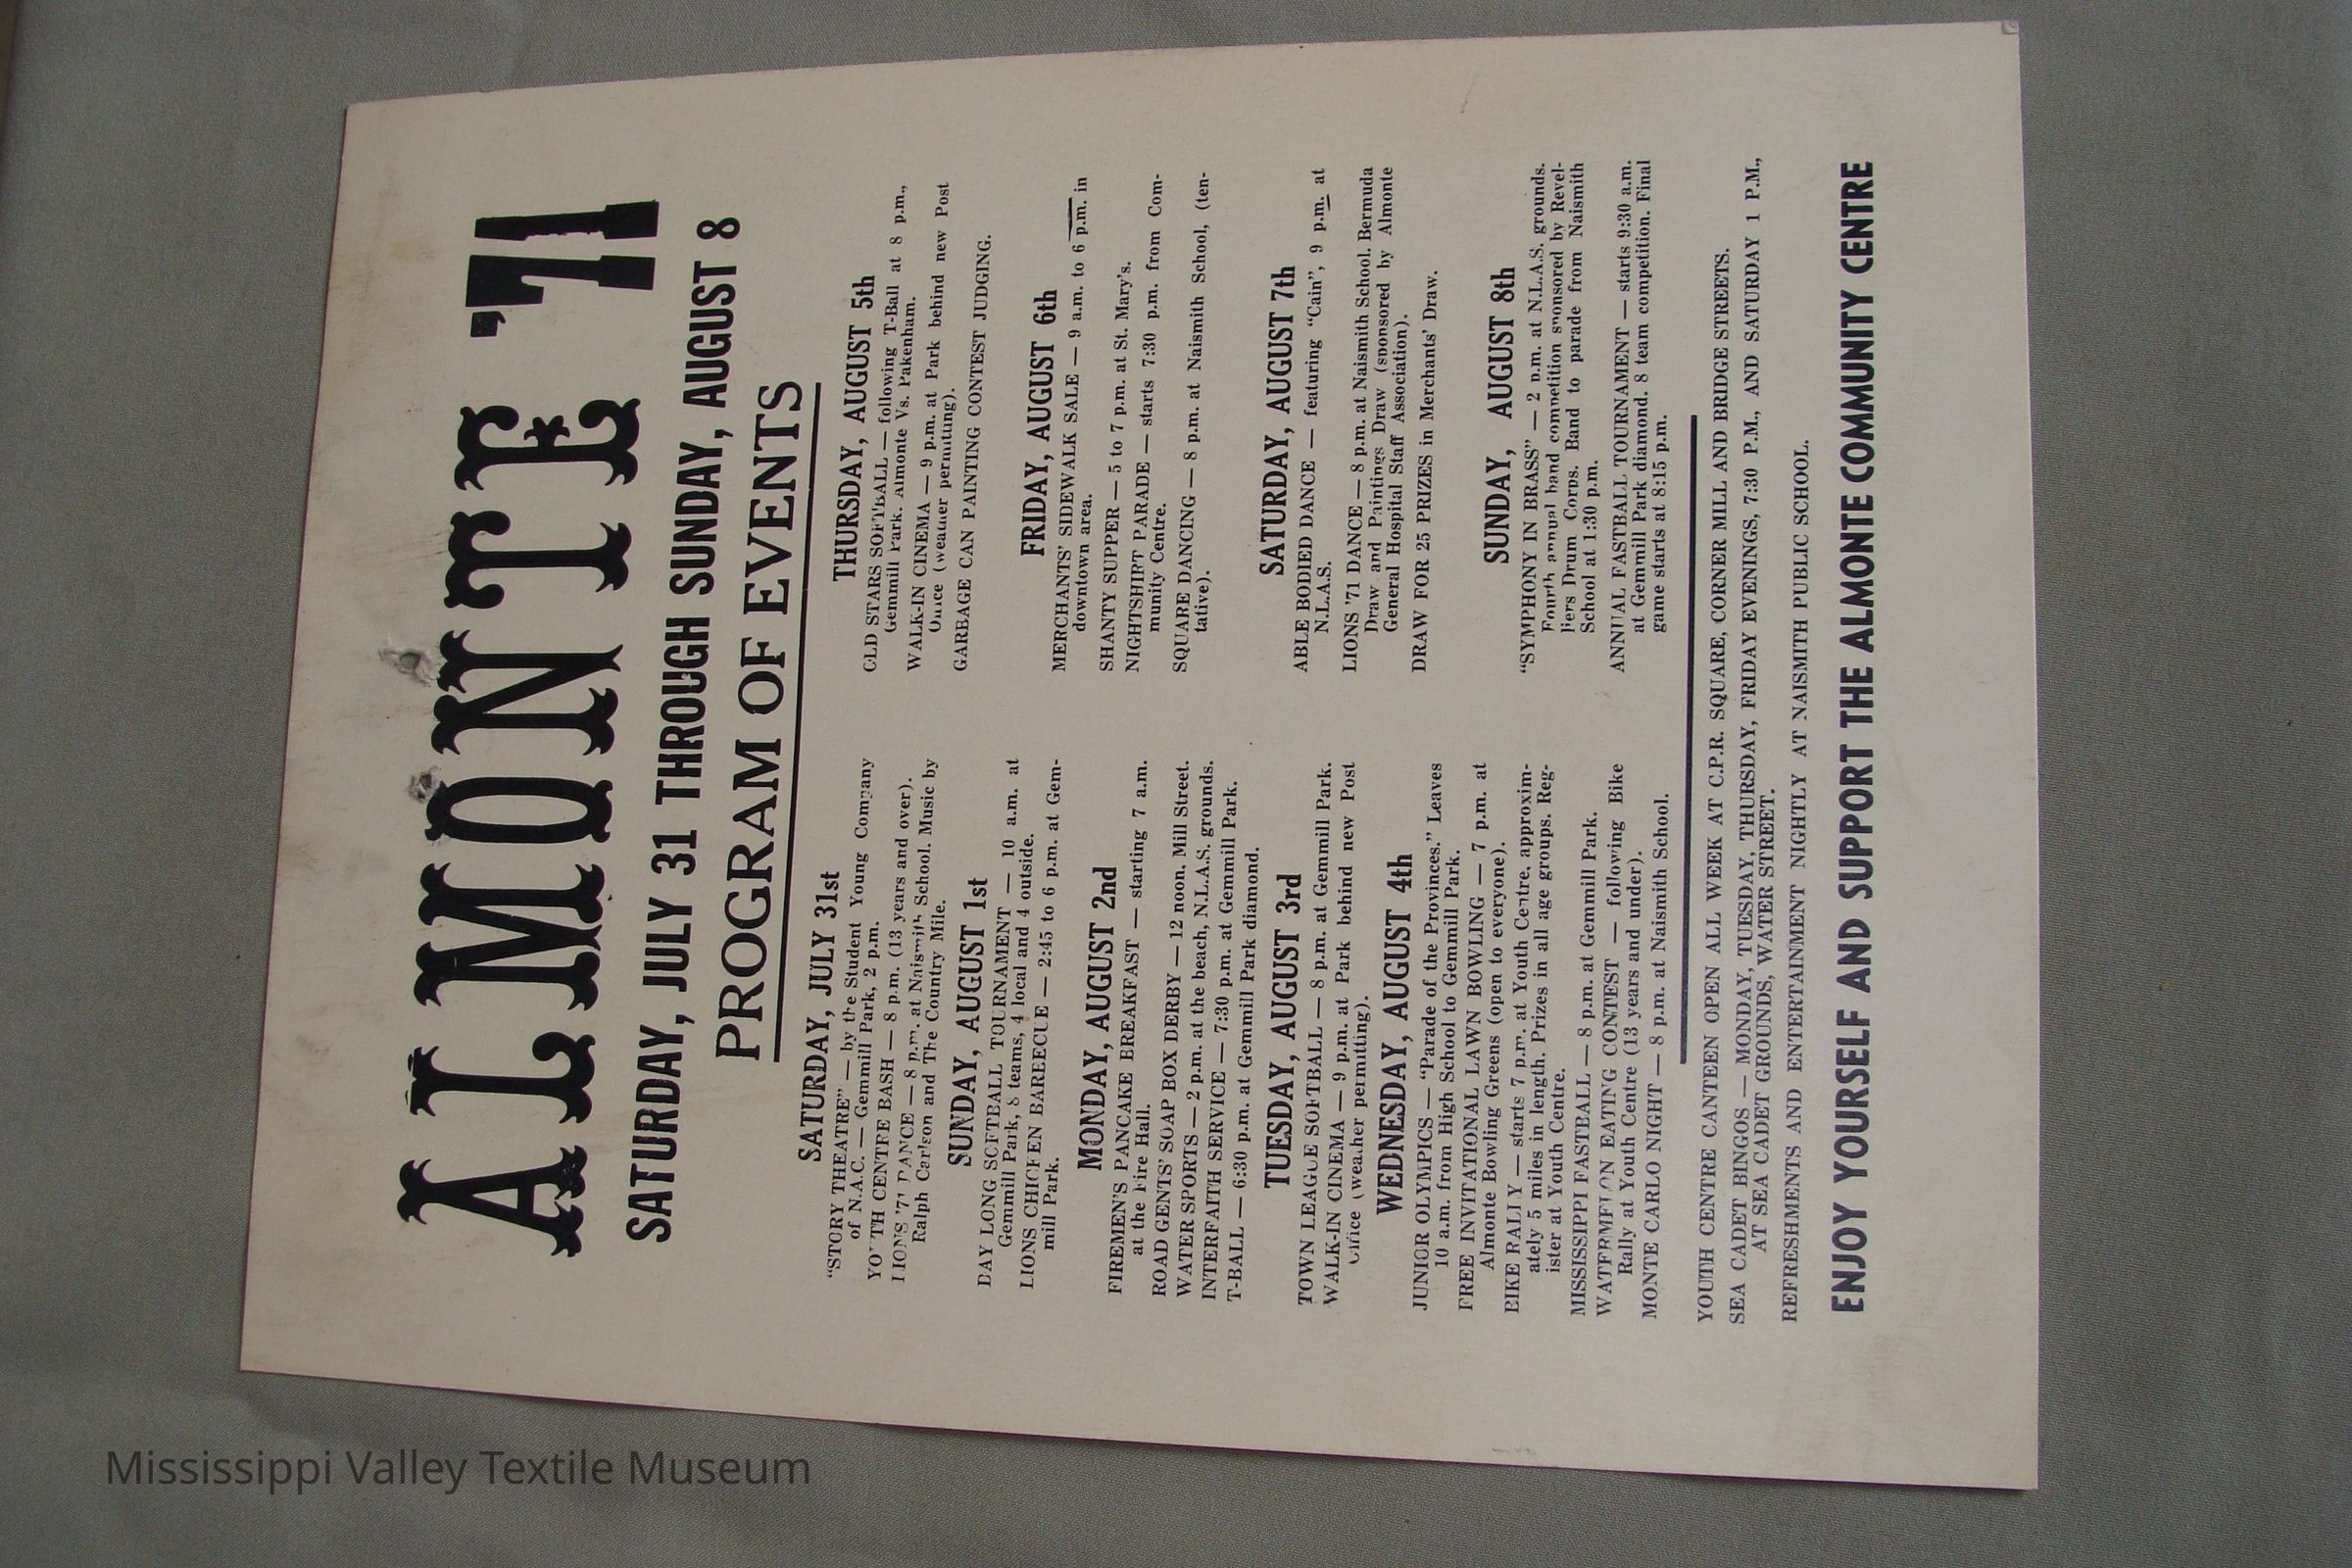 ALMONTE '71
SATURDAY, JULY 31 THROUGH SUNDAY, AUGUST 8
PROGRAM OF EVENTS
SATURDAY, JULY 31st
"STORY THEATRE" — by the Student Young Company
of N.A.C. — Gemmill Park, 2 p.m.
YOUTH CENTRE BASH — 8 p.m. (13 years and over).
LIONS '71 DANCE — 8 p.m. at Naismith School. Music by
Ralph Carlson and The Country Mile.
SUNDAY, AUGUST 1st
DAY LONG SOFTBALL TOURNAMENT — 10 a.m. at
Gemmill Park, 8 teams, 4 local and 4 outside.
LIONS CHICKEN BARBECUE — 2:45 to 6 p.m. at Gem-
mill Park.
MONDAY, AUGUST 2nd
FIREMEN'S PANCAKE BREAKFAST — starting 7 a.m.
at the Fire Hall.
ROAD GENTS' SOAP BOX DERBY — 12 noon, Mill Street.
WATER SPORTS — 2 p.m. at the beach, N.L.A.S. grounds.
INTERFAITH SERVICE — 7:30 p.m. at Gemmill Park.
T-BALL — 6:30 p.m. at Gemmill Park diamond.
TUESDAY, AUGUST 3rd
TOWN LEAGUE SOFTBALL — 8 p.m. at Gemmill Park.
WALK-IN CINEMA — 9 p.m. at Park behind new Post
Office (weather permitting).
WEDNESDAY, AUGUST 4th
JUNIOR OLYMPICS — "Parade of the Provinces." Leaves
10 a.m. from High School to Gemmill Park.
FREE INVITATIONAL LAWN BOWLING — 7 p.m. at
Almonte Bowling Greens (open to everyone).
BIKE RALLY — starts 7 p.m. at Youth Centre, approxim-
ately 5 miles in length. Prizes in all age groups. Reg-
ister at Youth Centre.
MISSISSIPPI FASTBALL — 8 p.m. at Gemmill Park.
WATERMELON EATING CONTEST — following Bike
Rally at Youth Centre (13 years and under).
MONTE CARLO NIGHT — 8 p.m. at Naismith School.
THURSDAY, AUGUST 5th
OLD STARS SOFTBALL — following T-Ball at 8 p.m.,
Gemmill Park. Almonte Vs. Pakenham.
WALK-IN CINEMA — 9 p.m. at Park behind new Post
Office (weather permitting).
GARBAGE CAN PAINTING CONTEST JUDGING.
FRIDAY, AUGUST 6th
MERCHANTS' SIDEWALK SALE — 9 a.m. to 6 p.m. in
downtown area.
SHANTY SUPPER — 5 to 7 p.m. at St. Mary's.
NIGHTSHIRT PARADE — starts 7:30 p.m. from Com-
munity Centre.
SQUARE DANCING — 8 p.m. at Naismith School, (ten-
tative).
SATURDAY, AUGUST 7th
ABLE BODIED DANCE — featuring "Cain", 9 p.m. at
N.L.A.S.
LIONS '71 DANCE — 8 p.m. at Naismith School. Bermuda
Draw and Paintings Draw (sponsored by Almonte
General Hospital Staff Association).
DRAW FOR 25 PRIZES in Merchants' Draw.
SUNDAY, AUGUST 8th
"SYMPHONY IN BRASS" — 2 p.m. at N.L.A.S. grounds.
Fourth annual band competition sponsored by Revel-
liers Drum Corps. Band to parade from Naismith
School at 1:30 p.m.
ANNUAL FASTBALL TOURNAMENT — starts 9:30 a.m.
at Gemmill Park diamond. 8 team competition. Final
game starts at 8:15 p.m.
YOUTH CENTRE CANTEEN OPEN ALL WEEK AT C.P.R. SQUARE, CORNER MILL AND BRIDGE STREETS.
SEA CADET BINGOS — MONDAY, TUESDAY, THURSDAY, FRIDAY EVENINGS, 7:30 P.M., AND SATURDAY 1 P.M.,
AT SEA CADET GROUNDS, WATER STREET.
REFRESHMENTS AND ENTERTAINMENT NIGHTLY AT NAISMITH PUBLIC SCHOOL.
ENJOY YOURSELF AND SUPPORT THE ALMONTE COMMUNITY CENTRE
Mississippi Valley Textile Museum